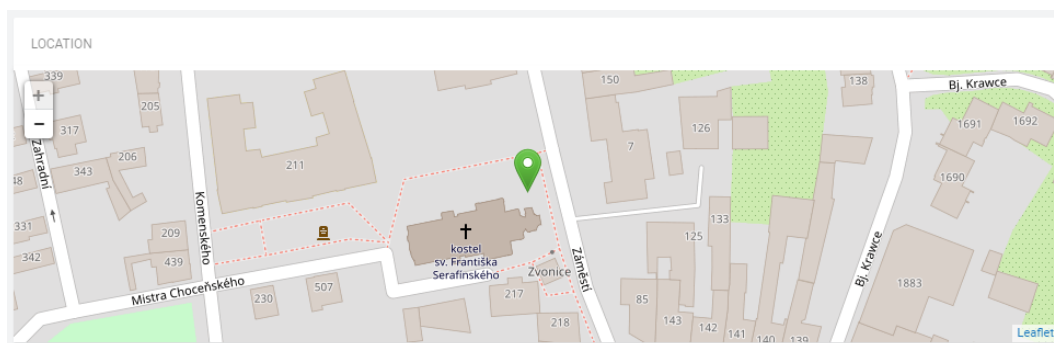 LOCATION
339
+
-
317
205
Zahradní
343
206
48
331
342
209
439
Komenského
211
Mistra Choceňského
230
507
kostel
sv. Františka
Serafínského
Zvonice
217
218
Záměstí
150
7
126
133
125
85
143
142
141
140
139
138
Bj. Krawce
Bj. Krawce
1691
1692
1690
1883
Leaflet